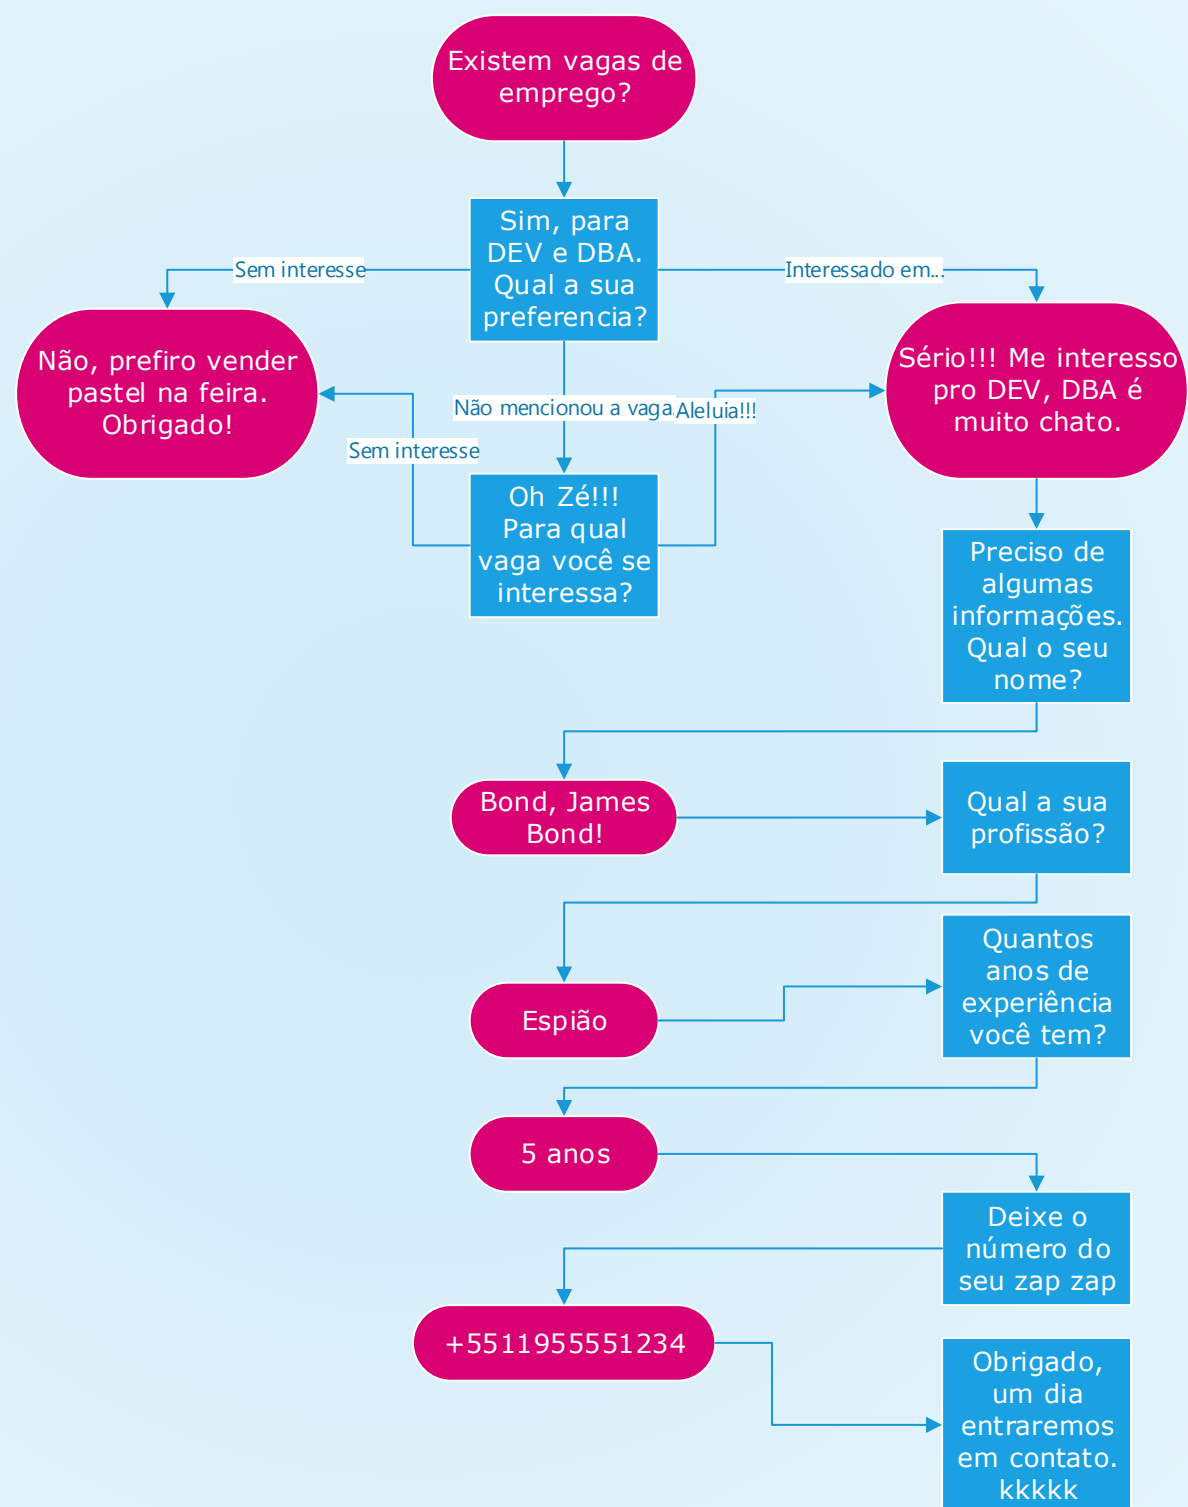 Existem vagas de
emprego?
Sim, para
DEV e DBA.
Qual a sua
preferencia?
Sem interesse
Interessado em...
Não, prefiro vender
pastel na feira.
Obrigado!
Sério!!! Me interesso
pro DEV, DBA é
muito chato.
Não mencionou a vaga.
Aleluia!!!
Sem interesse
Oh Zé!!!
Para qual
vaga você se
interessa?
Preciso de
algumas
informações.
Qual o seu
nome?
Bond, James
Bond!
Qual a sua
profissão?
Espião
Quantos
anos de
experiência
você tem?
5 anos
Deixe o
número do
seu zap zap
+5511955551234
Obrigado,
um dia
entraremos
em contato.
kkkkk